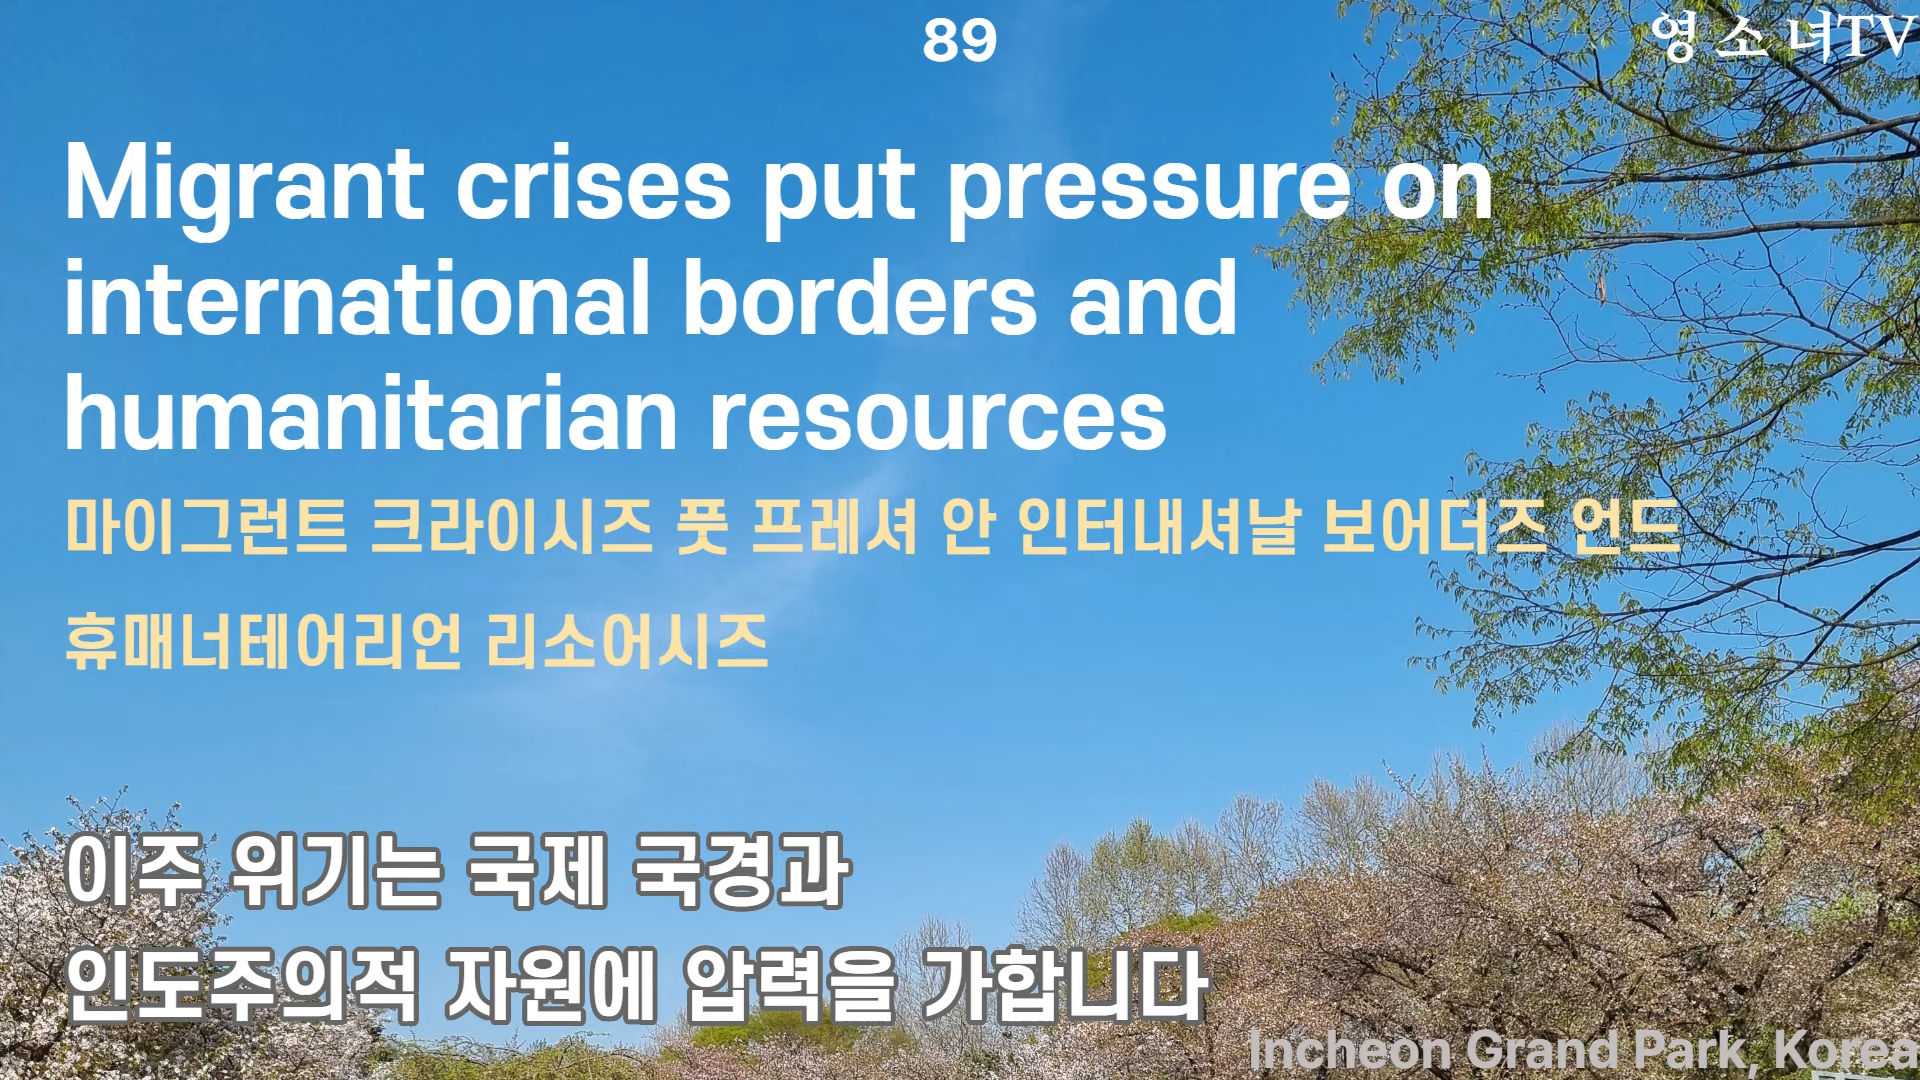 89
영소녀TV
Migrant crises put pressure on
international borders and
humanitarian resources
마이그런트 크라이시즈 풋 프레셔 안 인터내셔날 보어더즈 언드
휴매너테어리언 리소어시즈
이주 위기는 국제 국경과
인도주의적 자원에 압력을 가합니다
Incheon Grand Park, Korea